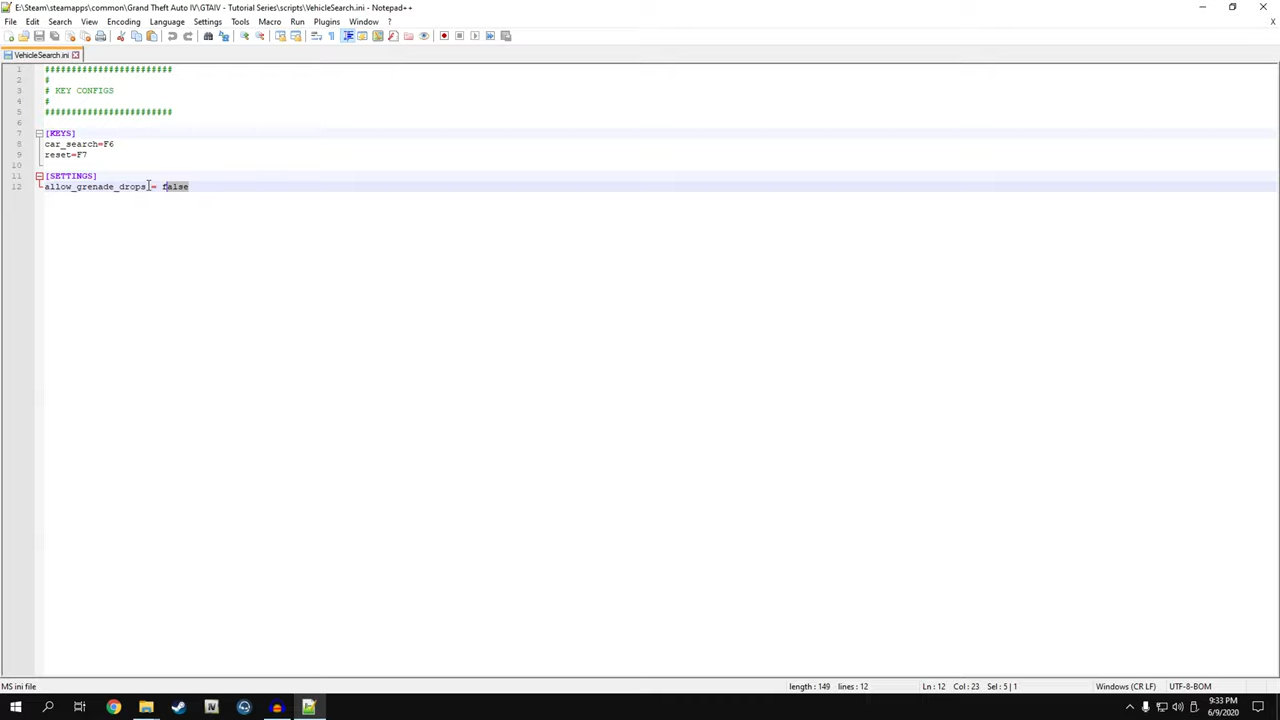 E:\Steam\steamapps\common\Grand Theft Auto IV\GTAIV - Tutorial Series\scripts\VehicleSearch.ini - Notepad++
File Edit Search View Encoding Language Settings Tools Macro Run Plugins Window ?
VehicleSearch.ini
1 ########################
2 #
3 # KEY CONFIGS
4 #
5 ########################
6
7 [KEYS]
8 car_search=F6
9 reset=F7
10
11 [SETTINGS]
12 allow_grenade_drops = false
MS ini file length : 149 lines : 12 Ln : 12 Col : 23 Sel : 5 | 1 Windows (CR LF) UTF-8-BOM
IV
9:33 PM
6/9/2020